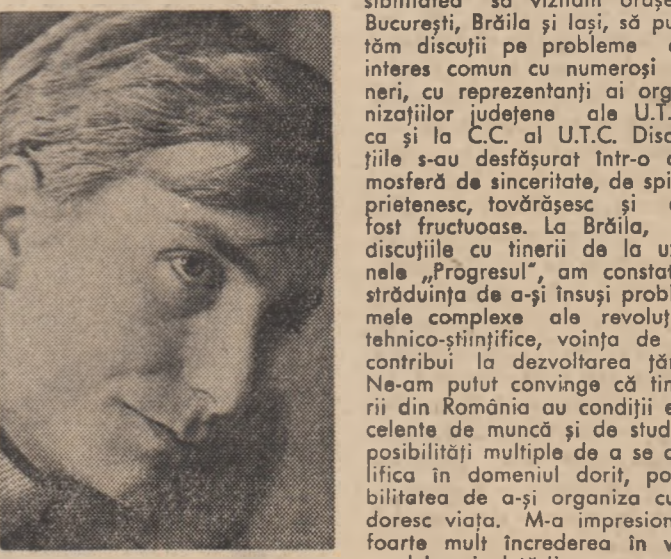 sibilitatea să vizităm orașe
București, Brăila și Iași, să pu
tăm discuții pe probleme
interes comun cu numeroși
neri, cu reprezentanți ai org
nizațiilor județene ale U.T.
ca și la C.C. al U.T.C. Disc
țiile s-au desfășurat într-o
mosferă de sinceritate, de spi
prietenesc, tovărășesc și
fost fructuoase. La Brăila,
discuțiile cu tinerii de la u
nele „Progresul", am constat
străduința de a-și însuși probl
mele complexe ale revoluț
tehnico-științifice, voința de
contribui la dezvoltarea ță
Ne-am putut convinge că tin
rii din România au condiții e
celente de muncă și de stud
posibilități multiple de a se c
lifica în domeniul dorit, po
bilitatea de a-și organiza cu
doresc viața. M-a impresion
foarte mult încrederea în v